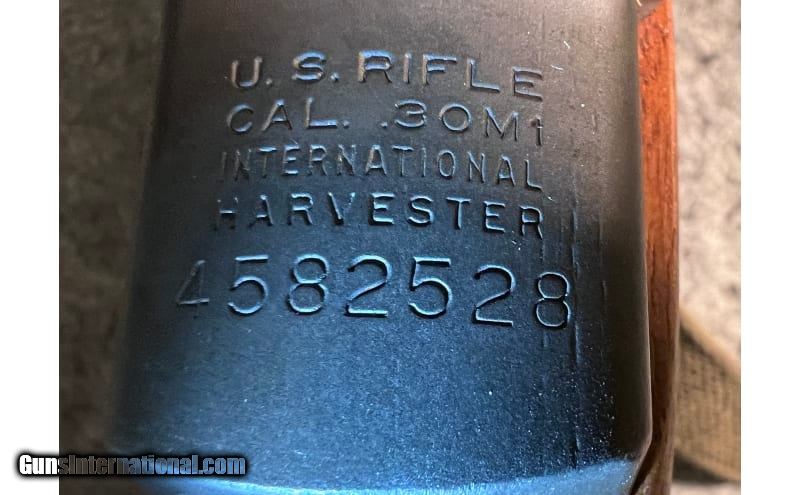 U.S. RIFLE
CAL. .30M1
INTERNATIONAL
HARVESTER
4582528
GunsInternational.com